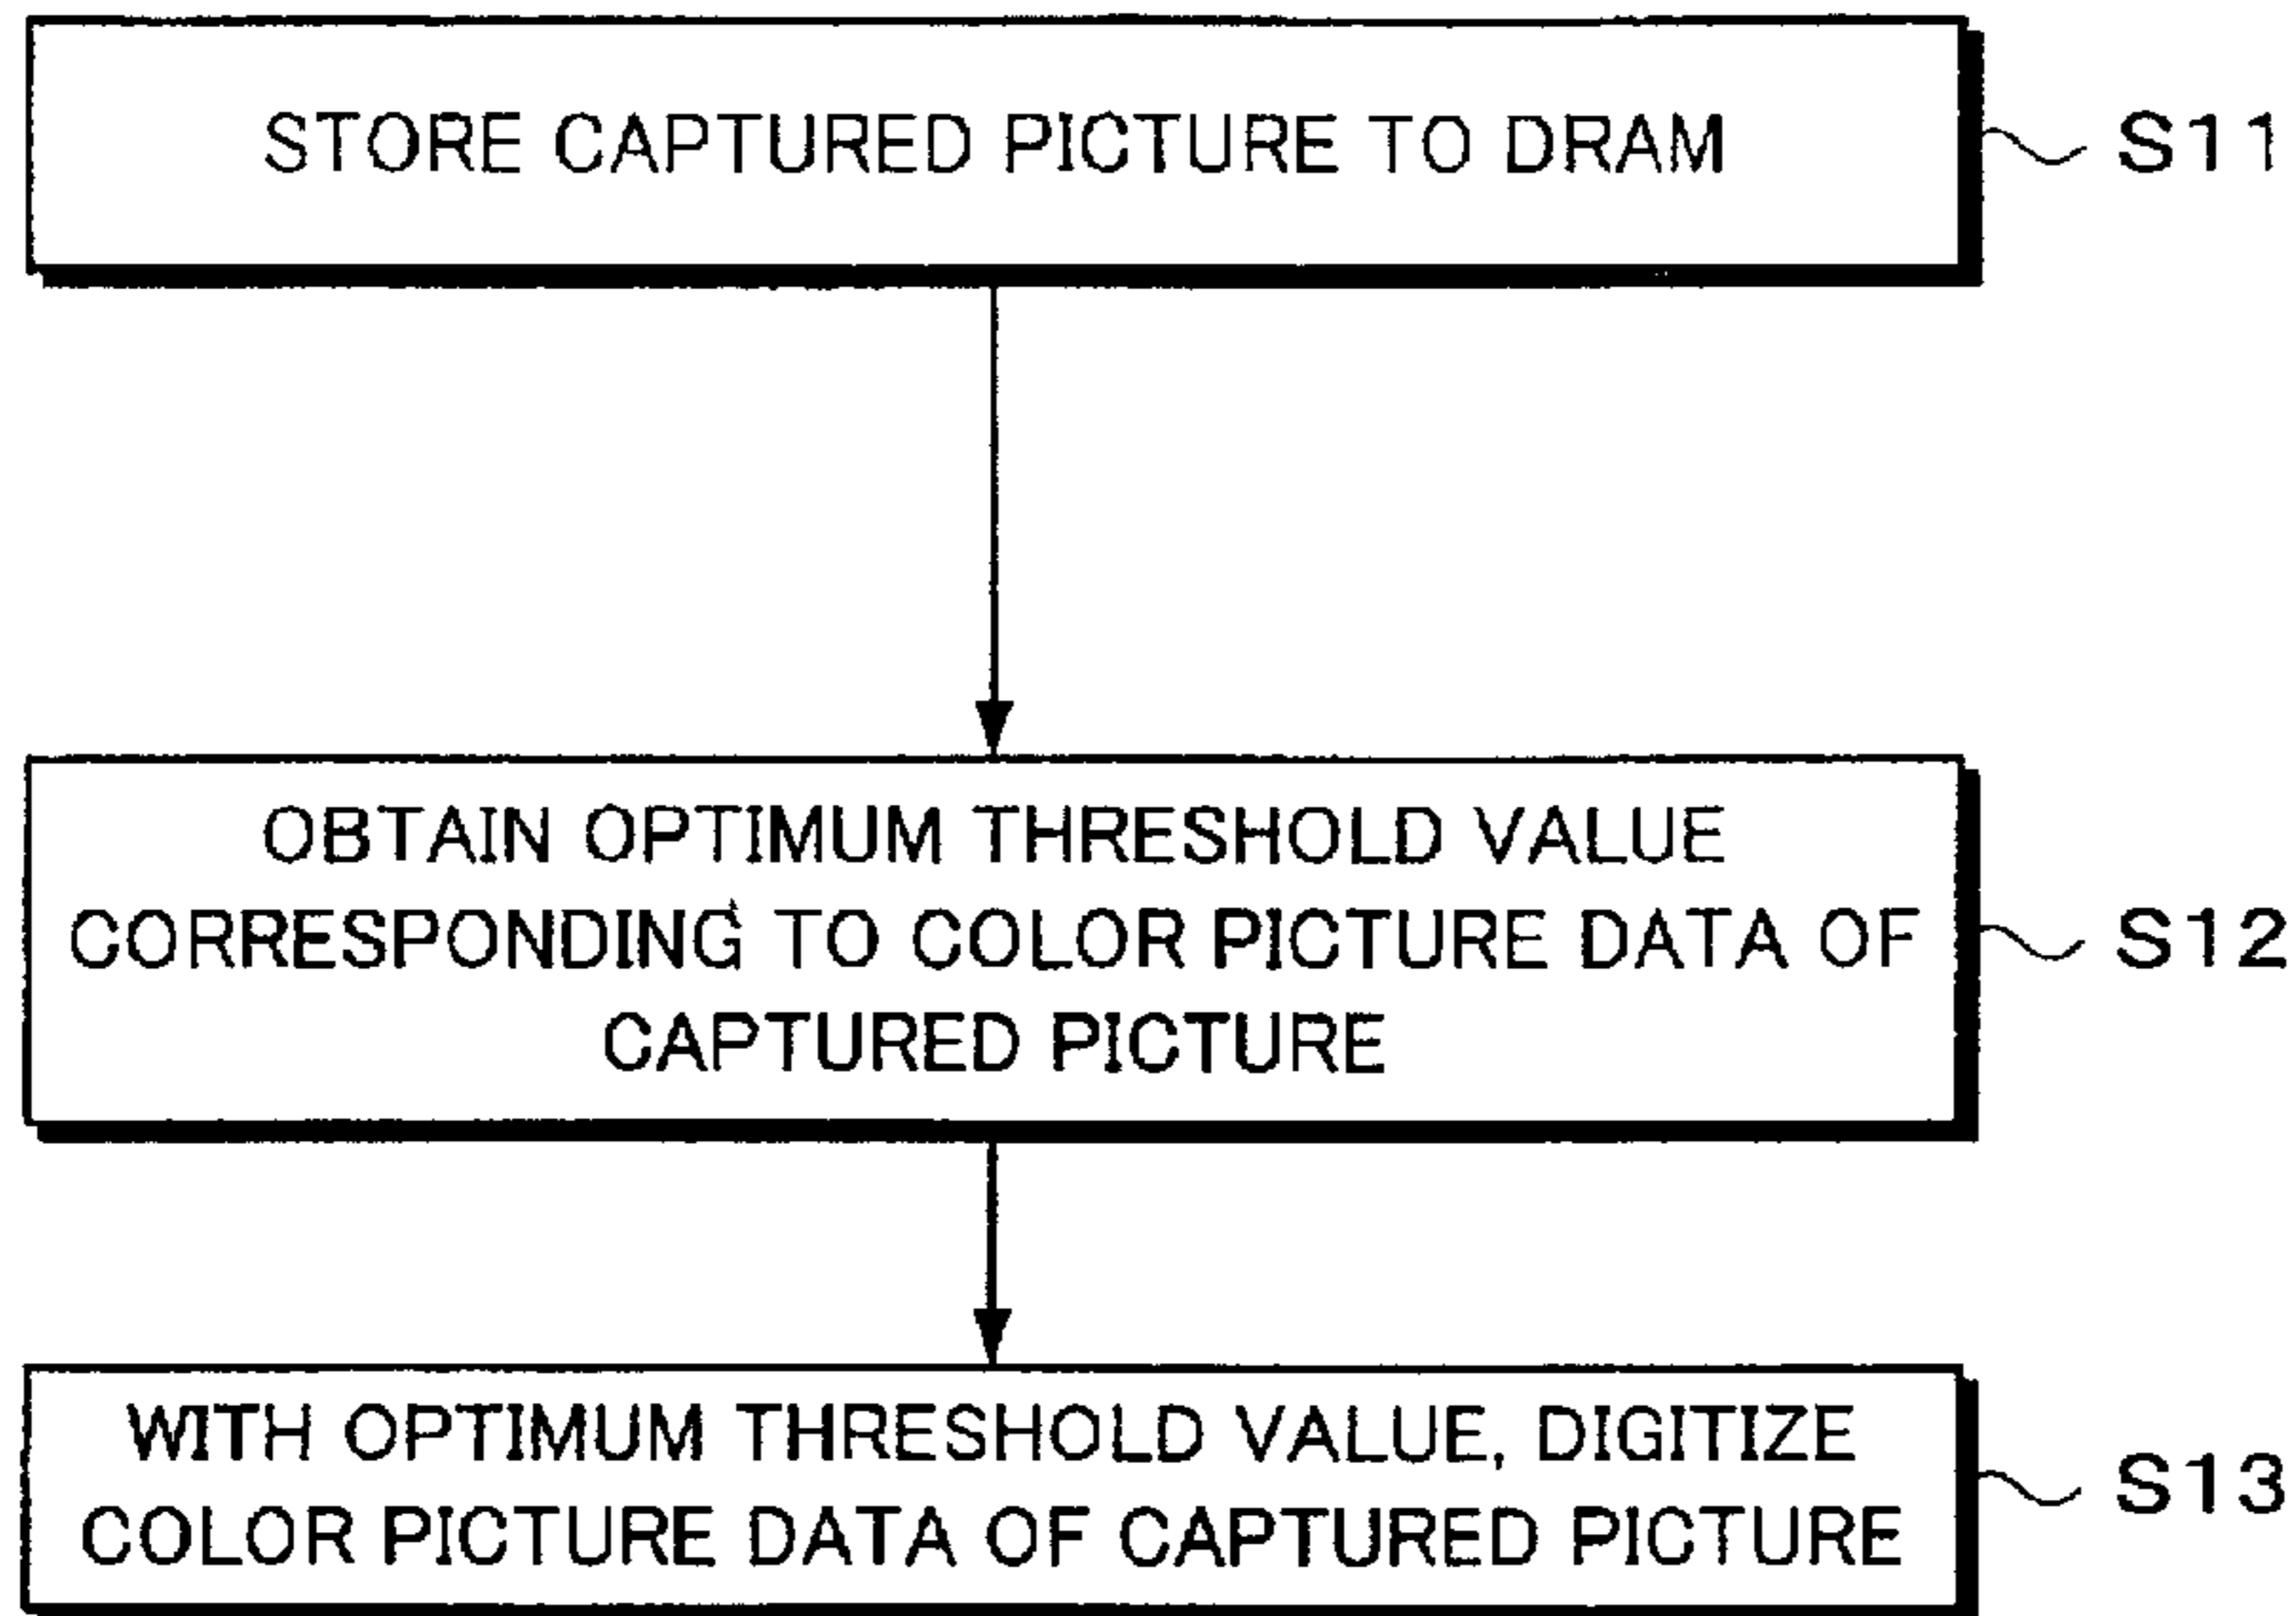 STORE CAPTURED PICTURE TO DRAM
S11
OBTAIN OPTIMUM THRESHOLD VALUE
CORRESPONDING TO COLOR PICTURE DATA OF
CAPTURED PICTURE
S12
WITH OPTIMUM THRESHOLD VALUE, DIGITIZE
COLOR PICTURE DATA OF CAPTURED PICTURE
S13